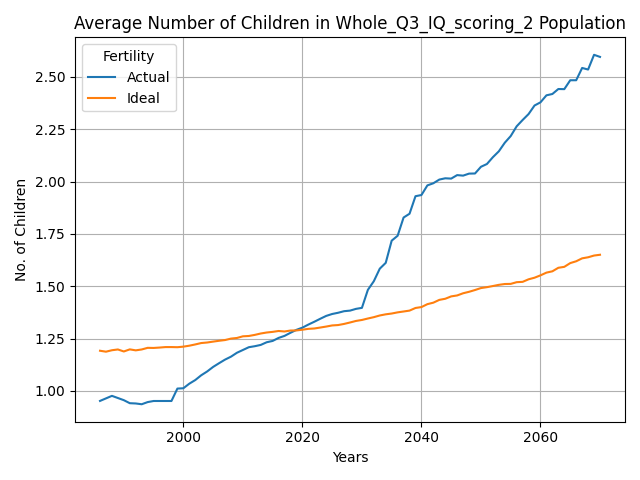 Average Number of Children in Whole_Q3_IQ_scoring_2 Population
Fertility
Actual
Ideal
No. of Children
2.50
2.25
2.00
1.75
1.50
1.25
1.00
2000 2020 2040 2060
Years